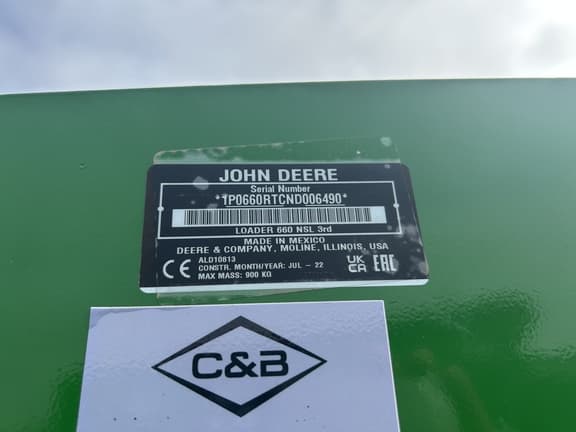 JOHN DEERE
Serial Number
*1P0660RTCND006490*
LOADER 660 NSL 3rd
MADE IN MEXICO
DEERE & COMPANY, MOLINE, ILLINOIS, USA
ALD10813
CE CONSTR. MONTH/YEAR: JUL - 22 UK CA EAC
MAX MASS: 900 KG
C&B